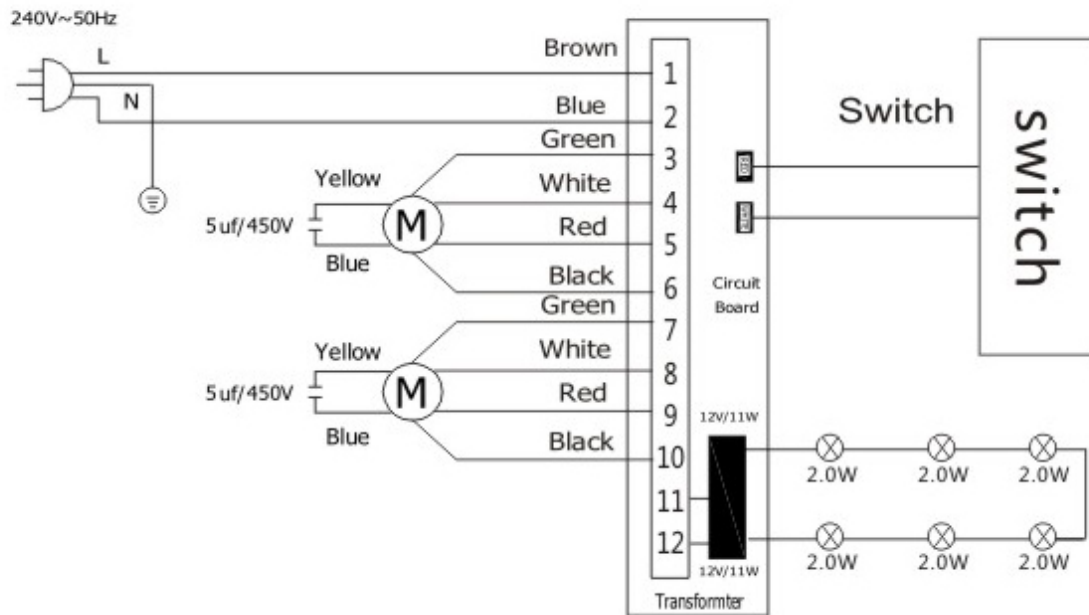 240V~50Hz
L
N
Brown
1
Blue
2
Green
3
White
4
Red
5
Black
6
Yellow
5uf/450V
M
Blue
Green
7
White
8
Red
9
Black
10
Yellow
5uf/450V
M
Blue
11
12
Circuit
Board
Switch
switch
12V/11W
12V/11W
Transformter
2.0W
2.0W
2.0W
2.0W
2.0W
2.0W